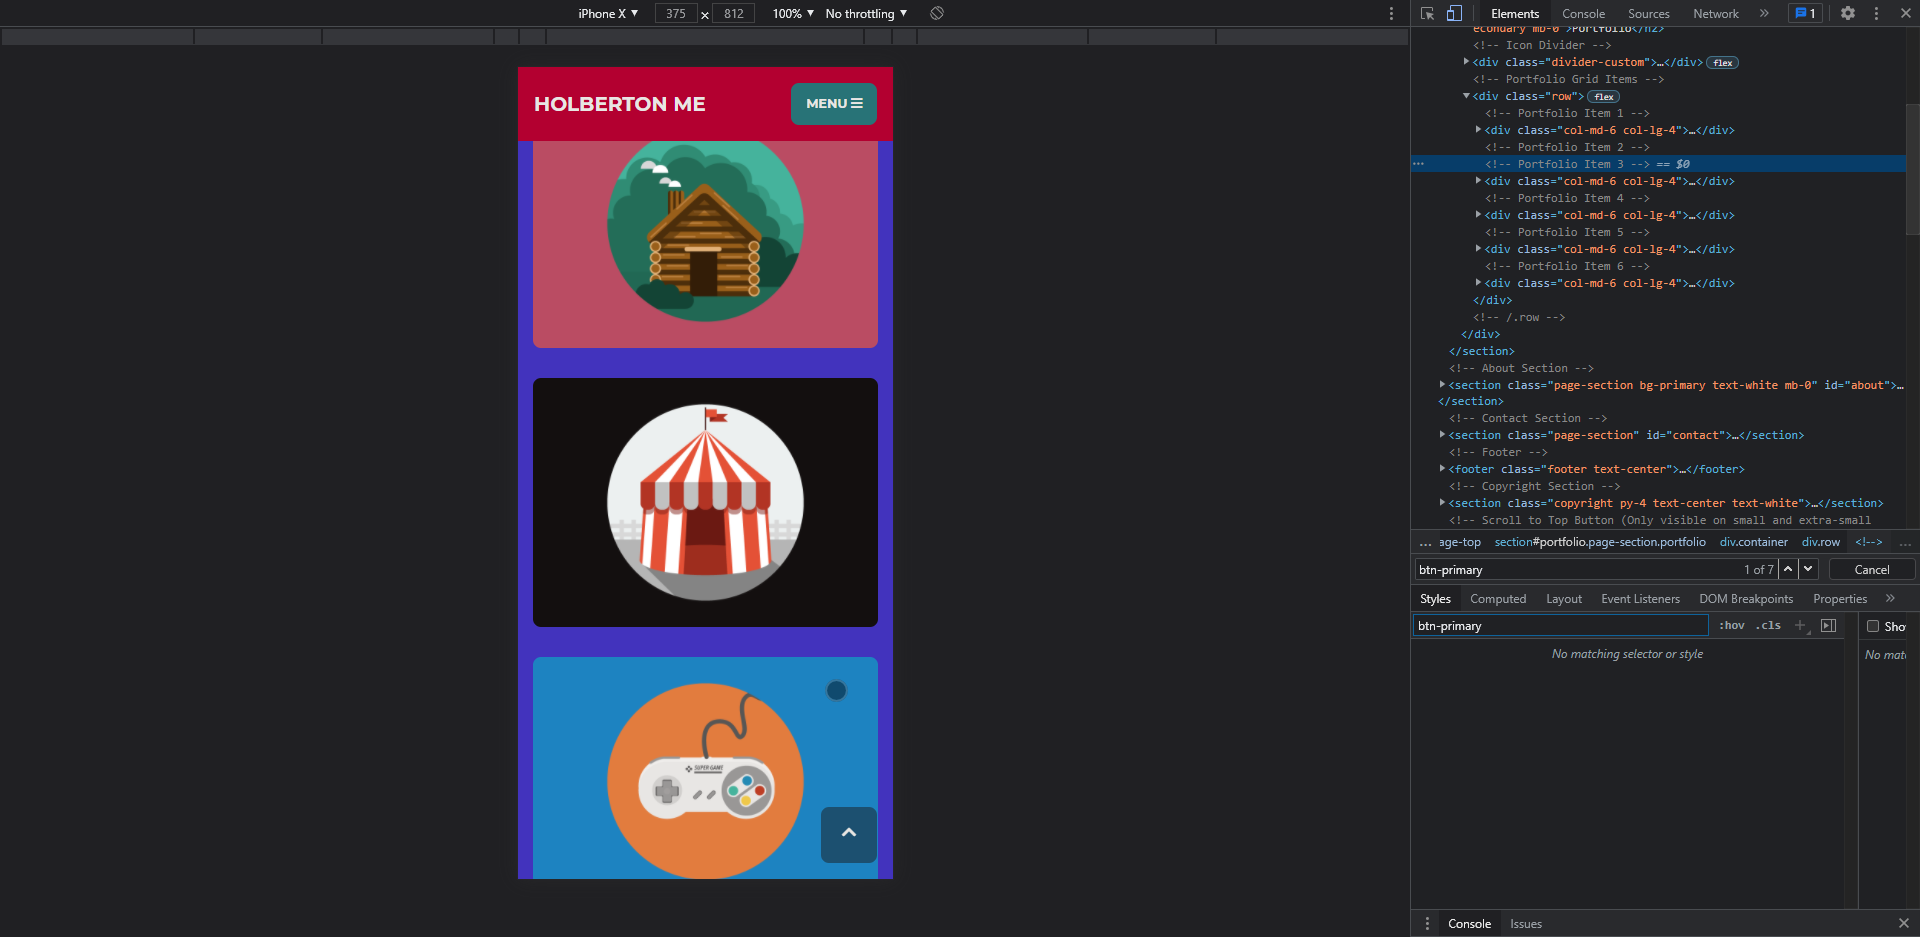 iPhone X ▼ 375 × 812 100% ▼ No throttling ▼
HOLBERTON ME
MENU
SUPER GAME
Elements Console Sources Network » 1
econdary mb-0">Portfolio</h2>
<!-- Icon Divider -->
<div class="divider-custom">…</div> flex
<!-- Portfolio Grid Items -->
<div class="row"> flex
<!-- Portfolio Item 1 -->
<div class="col-md-6 col-lg-4">…</div>
<!-- Portfolio Item 2 -->
<!-- Portfolio Item 3 --> == $0
<div class="col-md-6 col-lg-4">…</div>
<!-- Portfolio Item 4 -->
<div class="col-md-6 col-lg-4">…</div>
<!-- Portfolio Item 5 -->
<div class="col-md-6 col-lg-4">…</div>
<!-- Portfolio Item 6 -->
<div class="col-md-6 col-lg-4">…</div>
</div>
<!-- /.row -->
</div>
</section>
<!-- About Section -->
<section class="page-section bg-primary text-white mb-0" id="about">…
</section>
<!-- Contact Section -->
<section class="page-section" id="contact">…</section>
<!-- Footer -->
<footer class="footer text-center">…</footer>
<!-- Copyright Section -->
<section class="copyright py-4 text-center text-white">…</section>
<!-- Scroll to Top Button (Only visible on small and extra-small
… age-top section#portfolio.page-section.portfolio div.container div.row <!--> …
btn-primary 1 of 7 Cancel
Styles Computed Layout Event Listeners DOM Breakpoints Properties »
btn-primary :hov .cls + Sho
No matching selector or style No mat
Console Issues